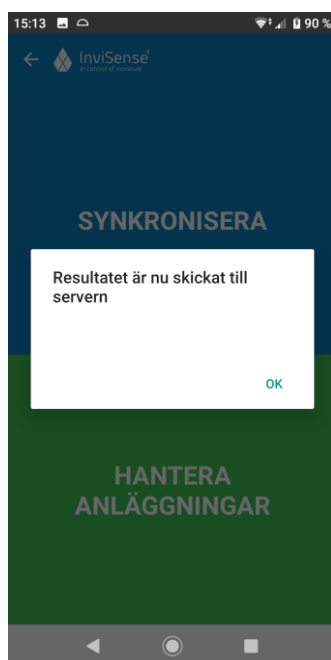 15:13 90 %
InviSense
in control of moisture
SYNKRONISERA
Resultatet är nu skickat till
servern
OK
HANTERA
ANLÄGGNINGAR